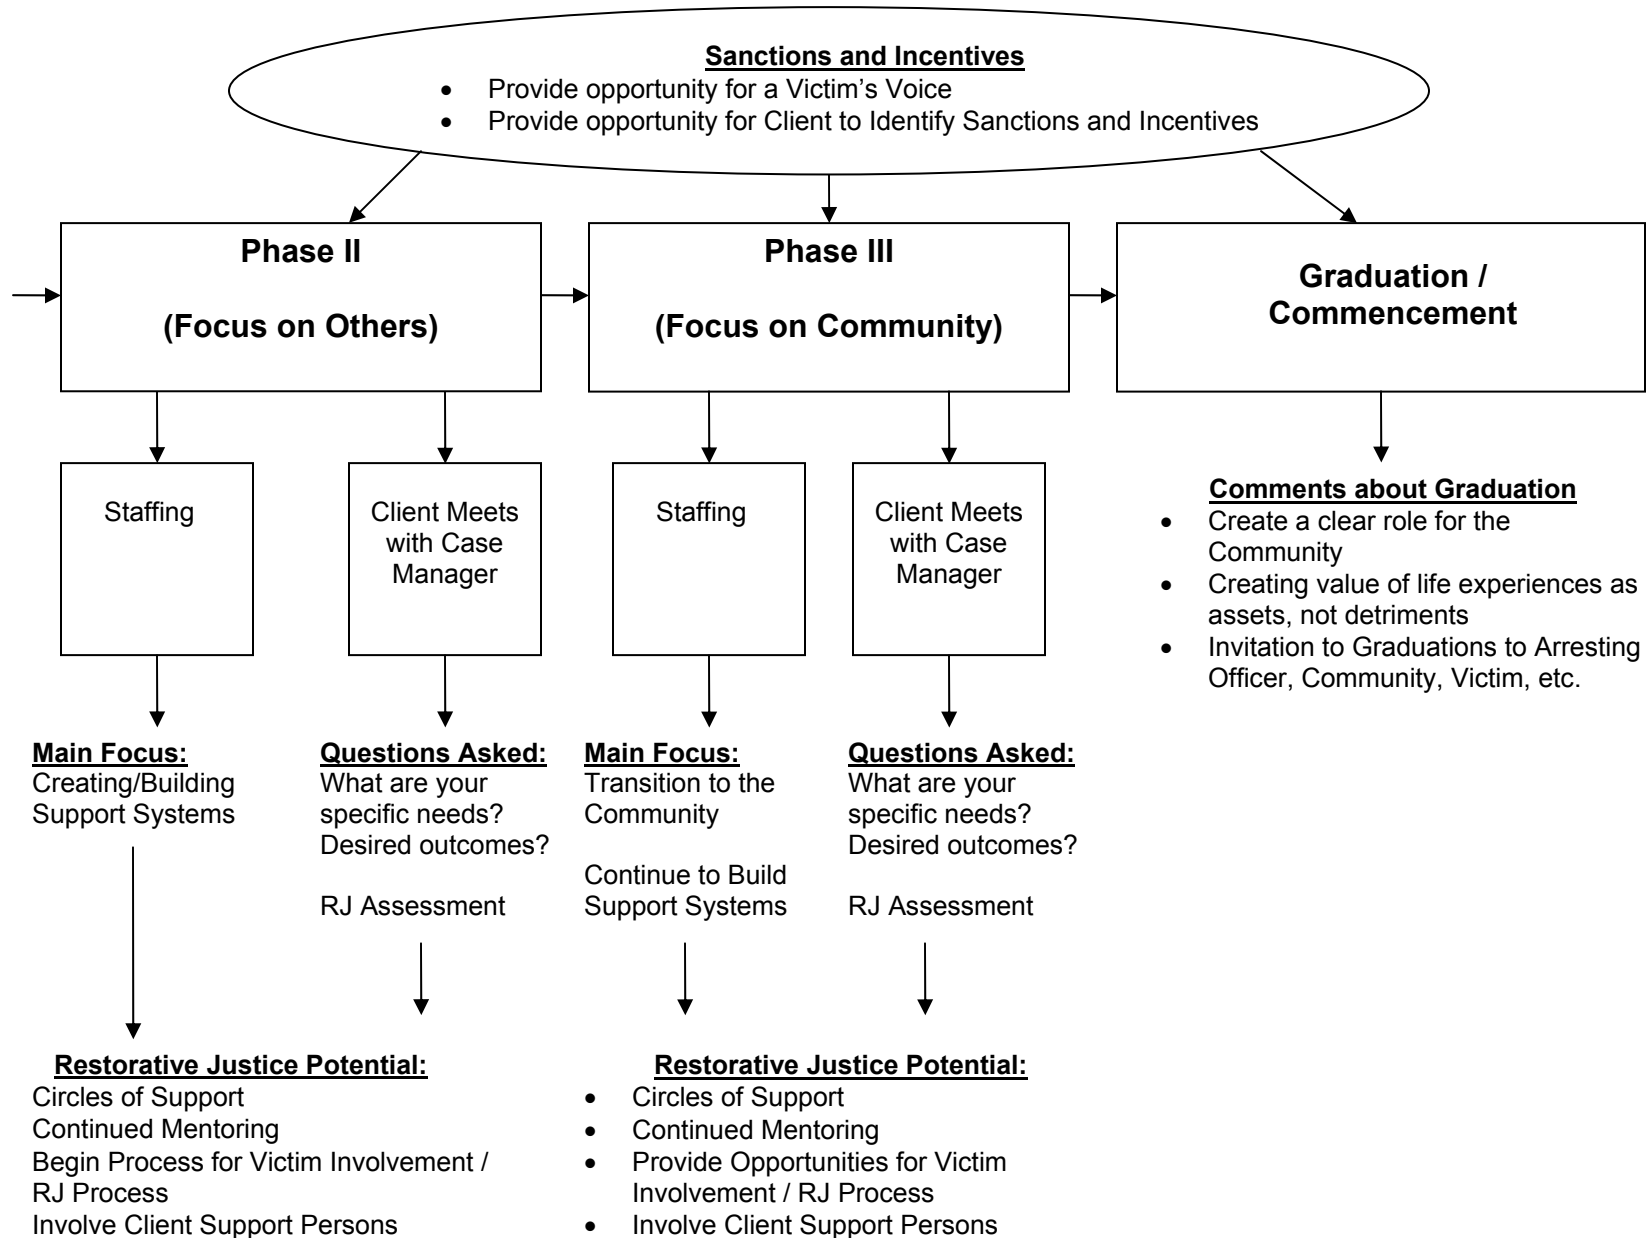 Sanctions and Incentives
• Provide opportunity for a Victim’s Voice
• Provide opportunity for Client to Identify Sanctions and Incentives
Phase II
(Focus on Others)
Phase III
(Focus on Community)
Graduation /
Commencement
Staffing
Client Meets
with Case
Manager
Staffing
Client Meets
with Case
Manager
Comments about Graduation
• Create a clear role for the
Community
• Creating value of life experiences as
assets, not detriments
• Invitation to Graduations to Arresting
Officer, Community, Victim, etc.
Main Focus:
Creating/Building
Support Systems
Questions Asked:
What are your
specific needs?
Desired outcomes?
RJ Assessment
Main Focus:
Transition to the
Community
Continue to Build
Support Systems
Questions Asked:
What are your
specific needs?
Desired outcomes?
RJ Assessment
Restorative Justice Potential:
Circles of Support
Continued Mentoring
Begin Process for Victim Involvement /
RJ Process
Involve Client Support Persons
Restorative Justice Potential:
• Circles of Support
• Continued Mentoring
• Provide Opportunities for Victim
Involvement / RJ Process
• Involve Client Support Persons